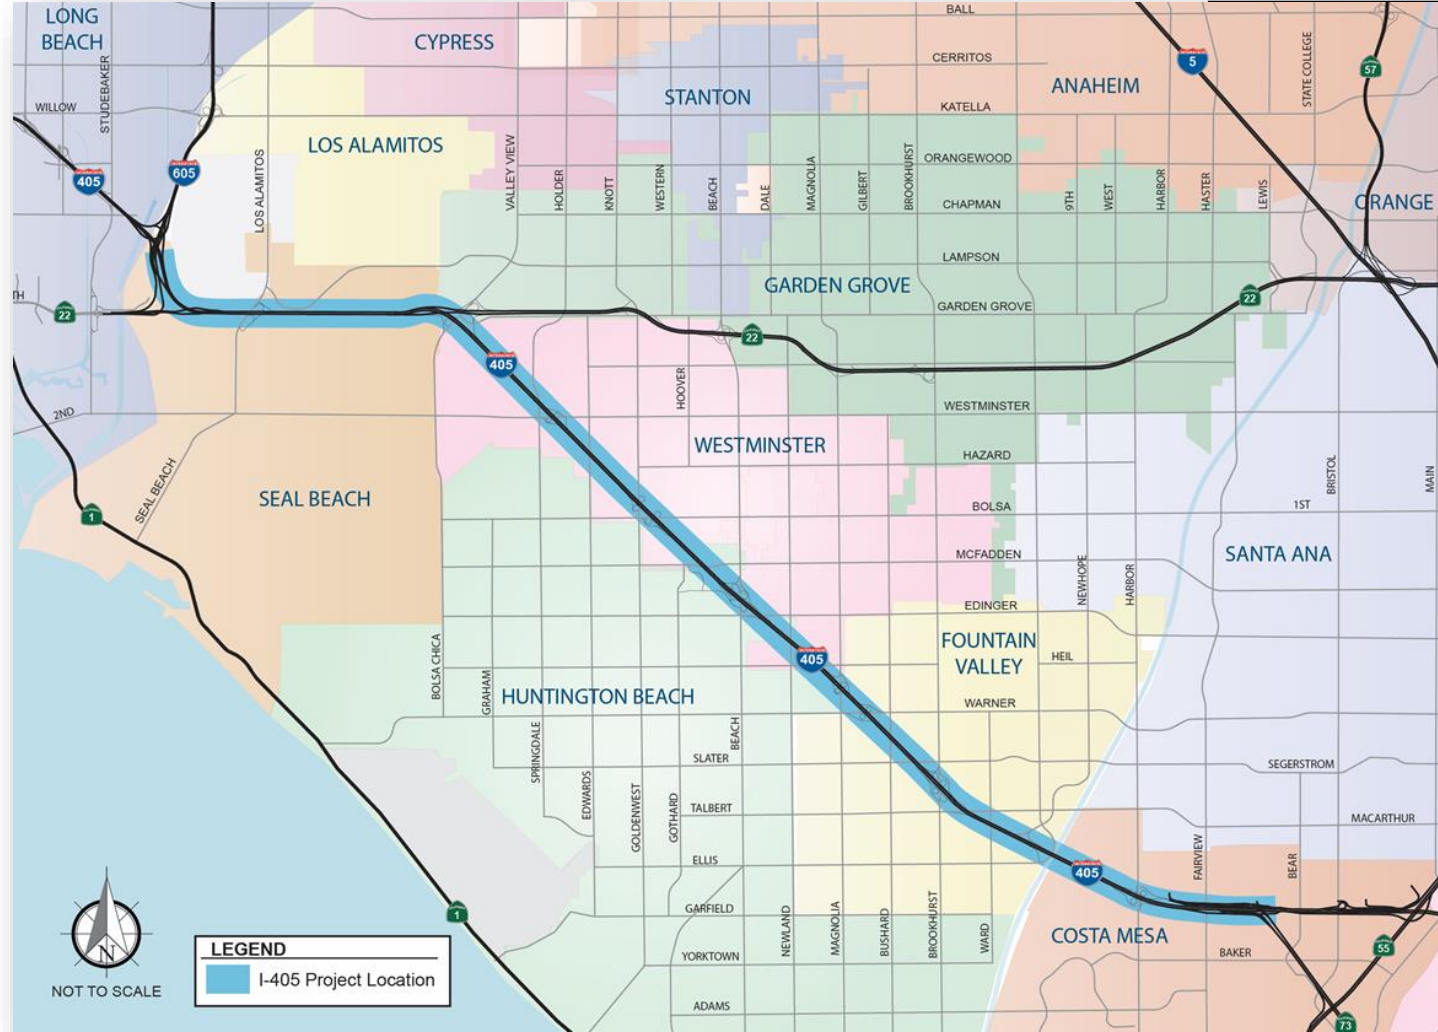 LONG
BEACH
CYPRESS
BALL
CERRITOS
STANTON
ANAHEIM
5
57
STATE COLLEGE
WILLOW
STUDEBAKER
KATELLA
LOS ALAMITOS
405
605
LOS ALAMITOS
VALLEY VIEW
HOLDER
KNOTT
WESTERN
BEACH
DALE
MAGNOLIA
GILBERT
BROOKHURST
ORANGEWOOD
CHAPMAN
9TH
WEST
HARBOR
HASTER
LEWIS
ORANGE
LAMPSON
GARDEN GROVE
GARDEN GROVE
TH
22
22
22
405
HOOVER
WESTMINSTER
2ND
WESTMINSTER
HAZARD
SEAL BEACH
SEAL BEACH
1
BOLSA
1ST
BRISTOL
MAIN
MCFADDEN
SANTA ANA
NEWHOPE
HARBOR
EDINGER
FOUNTAIN
VALLEY
HEIL
405
BOLSA CHICA
GRAHAM
HUNTINGTON BEACH
WARNER
SPRINGDALE
BEACH
SLATER
SEGERSTROM
EDWARDS
GOLDENWEST
GOTHARD
TALBERT
MACARTHUR
ELLIS
405
FAIRVIEW
BEAR
1
GARFIELD
NEWLAND
MAGNOLIA
BUSHARD
BROOKHURST
WARD
COSTA MESA
YORKTOWN
BAKER
55
ADAMS
73
N
NOT TO SCALE
LEGEND
I-405 Project Location